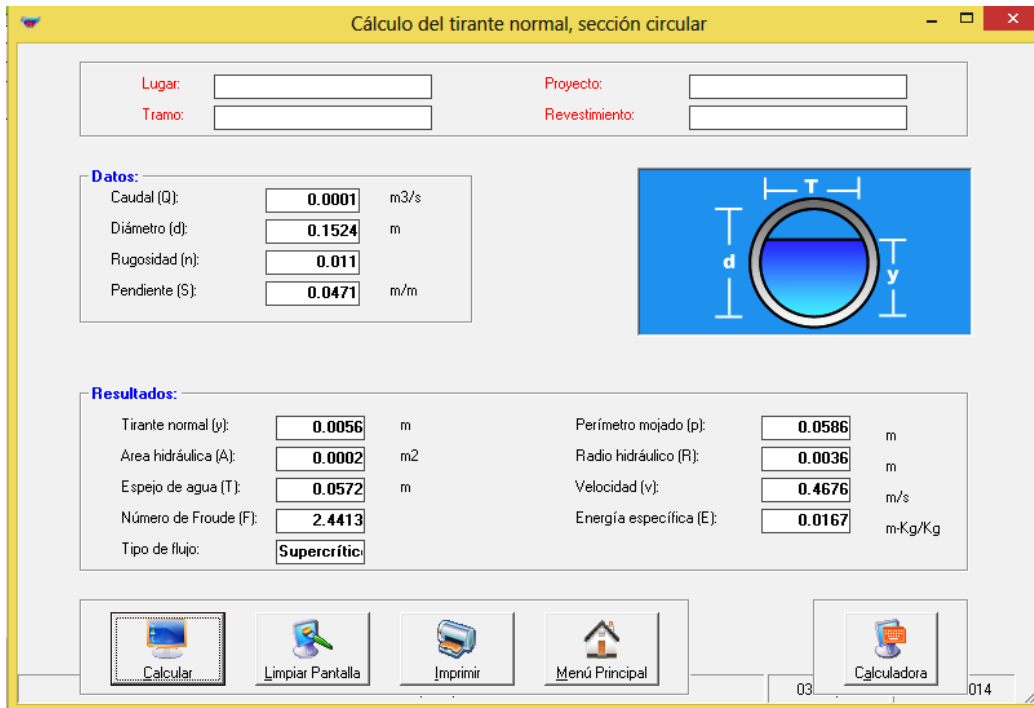 Cálculo del tirante normal, sección circular
Lugar: Proyecto:
Tramo: Revestimiento:
Datos:
Caudal (Q): 0.0001 m3/s
Diámetro (d): 0.1524 m
Rugosidad (n): 0.011
Pendiente (S): 0.0471 m/m
T
d
y
Resultados:
Tirante normal (y): 0.0056 m Perímetro mojado (p): 0.0586 m
Area hidráulica (A): 0.0002 m2 Radio hidráulico (R): 0.0036 m
Espejo de agua (T): 0.0572 m Velocidad (v): 0.4676 m/s
Número de Froude (F): 2.4413 Energía específica (E): 0.0167 m-Kg/Kg
Tipo de flujo: Supercrític
Calcular Limpiar Pantalla Imprimir Menú Principal Calculadora
03 014